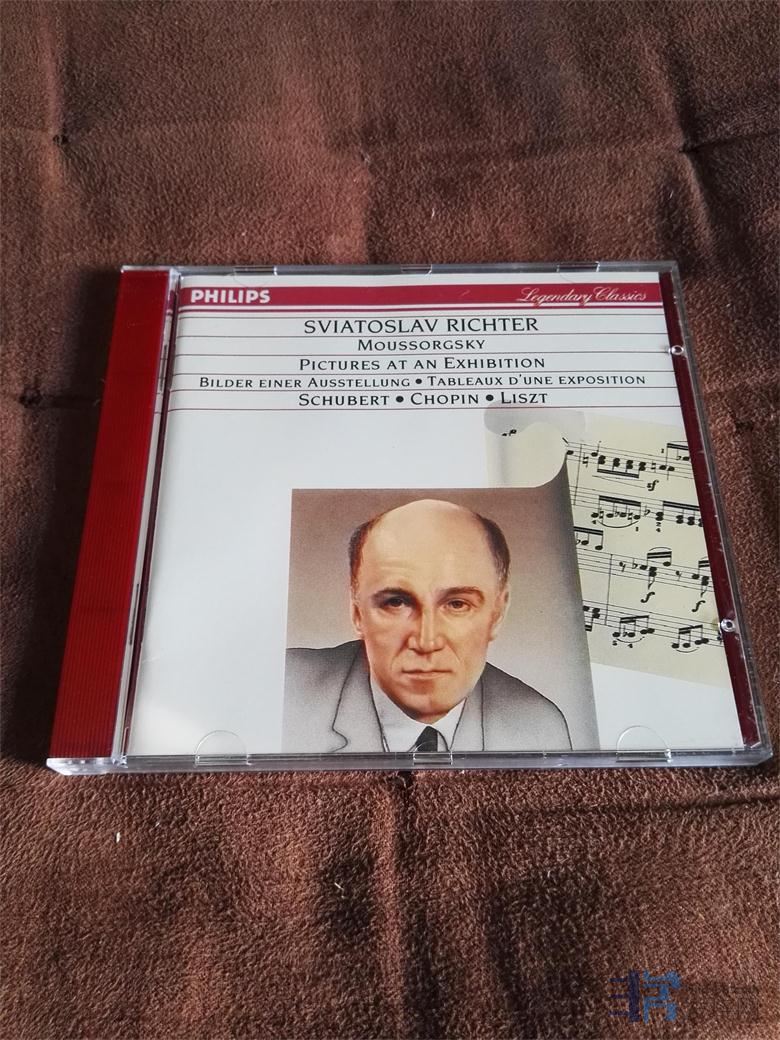 PHILIPS Legendary Classics
SVIATOSLAV RICHTER
MOUSSORGSKY
PICTURES AT AN EXHIBITION
BILDER EINER AUSSTELLUNG • TABLEAUX D'UNE EXPOSITION
SCHUBERT • CHOPIN • LISZT
sf
f
f